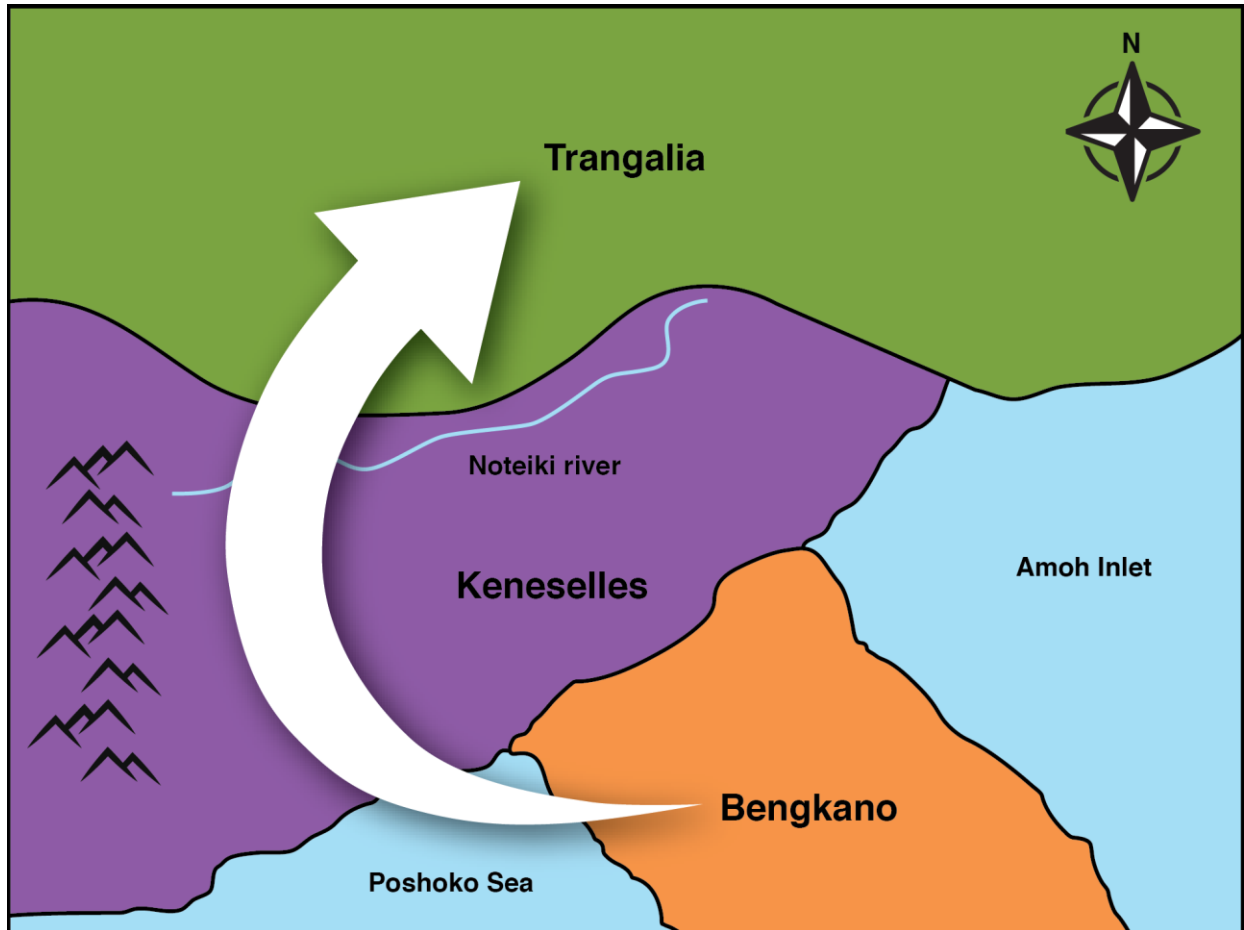 N
Trangalia
Noteiki river
Keneselles
Amoh Inlet
Bengkano
Poshoko Sea